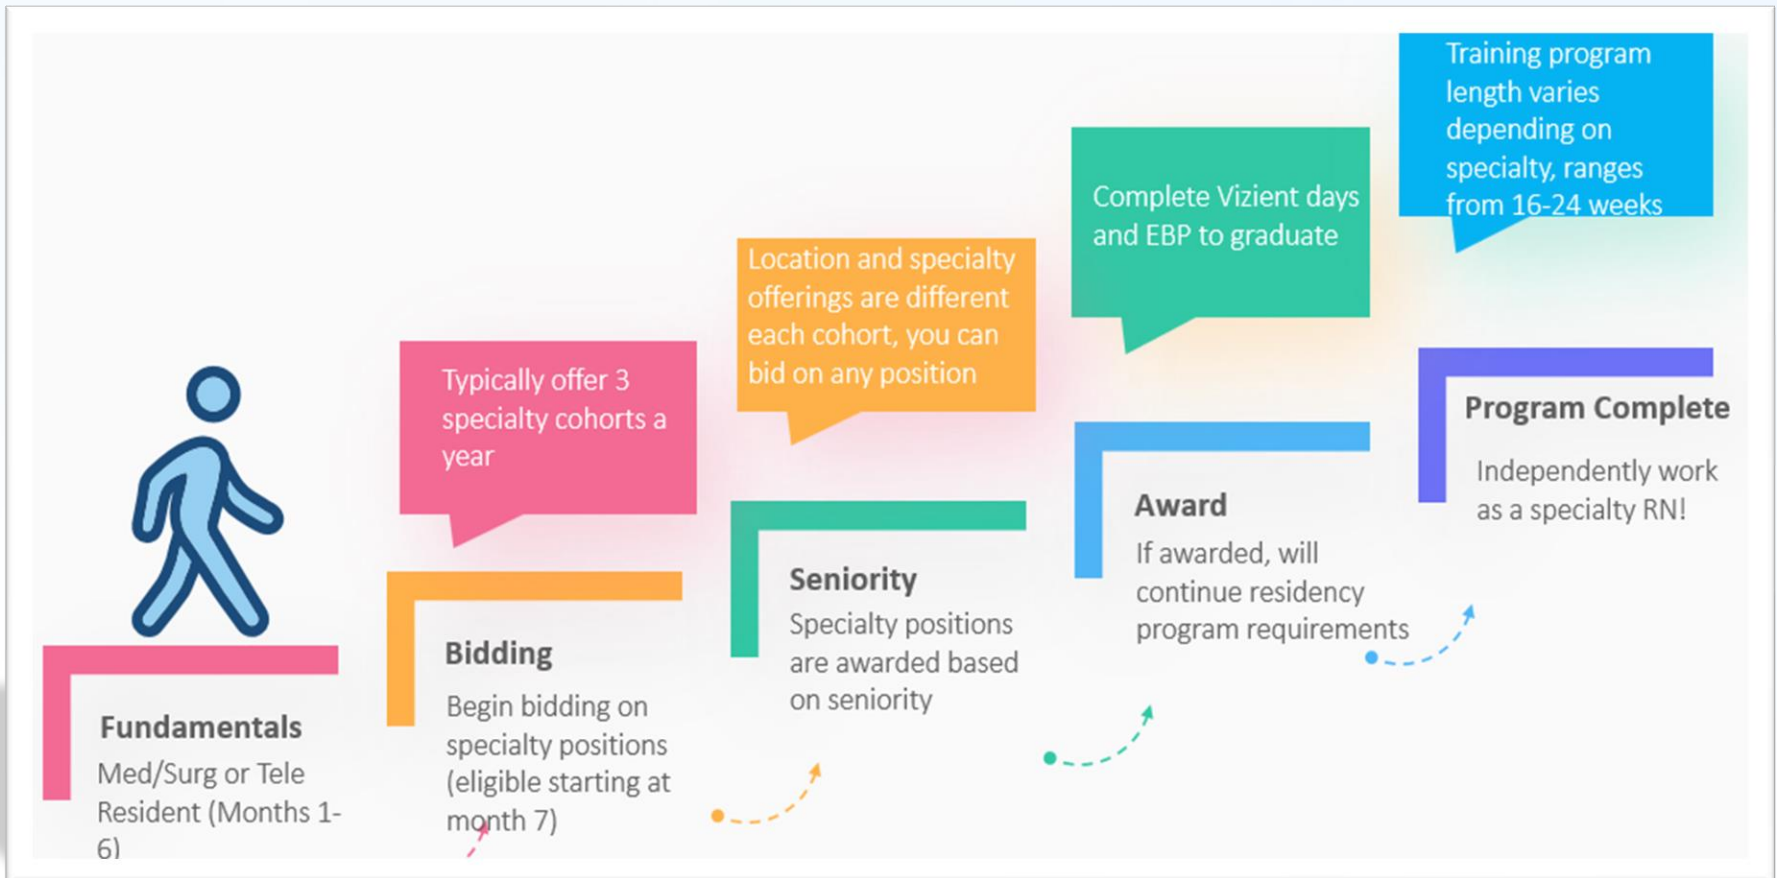 Fundamentals
Med/Surg or Tele
Resident (Months 1-
6)
Typically offer 3
specialty cohorts a
year
Bidding
Begin bidding on
specialty positions
(eligible starting at
month 7)
Location and specialty
offerings are different
each cohort, you can
bid on any position
Seniority
Specialty positions
are awarded based
on seniority
Complete Vizient days
and EBP to graduate
Award
If awarded, will
continue residency
program requirements
Training program
length varies
depending on
specialty, ranges
from 16-24 weeks
Program Complete
Independently work
as a specialty RN!